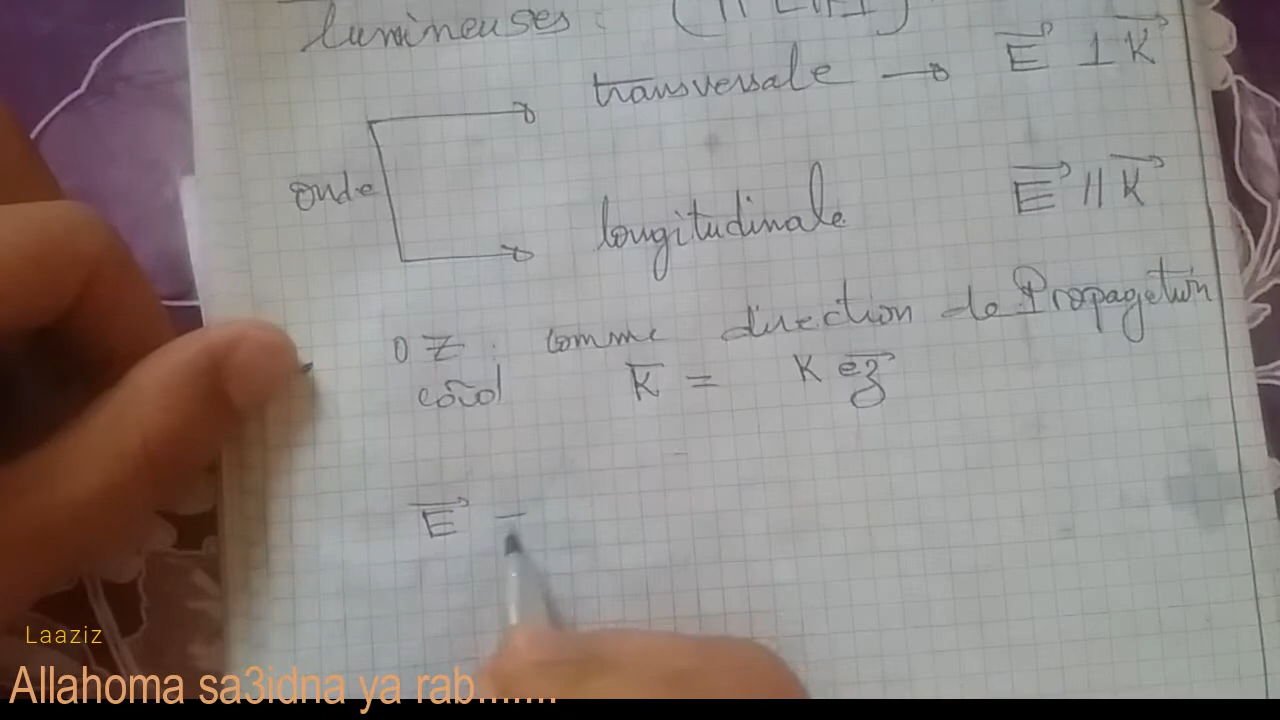 lumineuses :
transversale → E ⊥ K
onde
longitudinale E // K
OZ : comme direction de Propagation
càd K = K ez
E =
Laaziz
Allahoma sa3idna ya rab.......